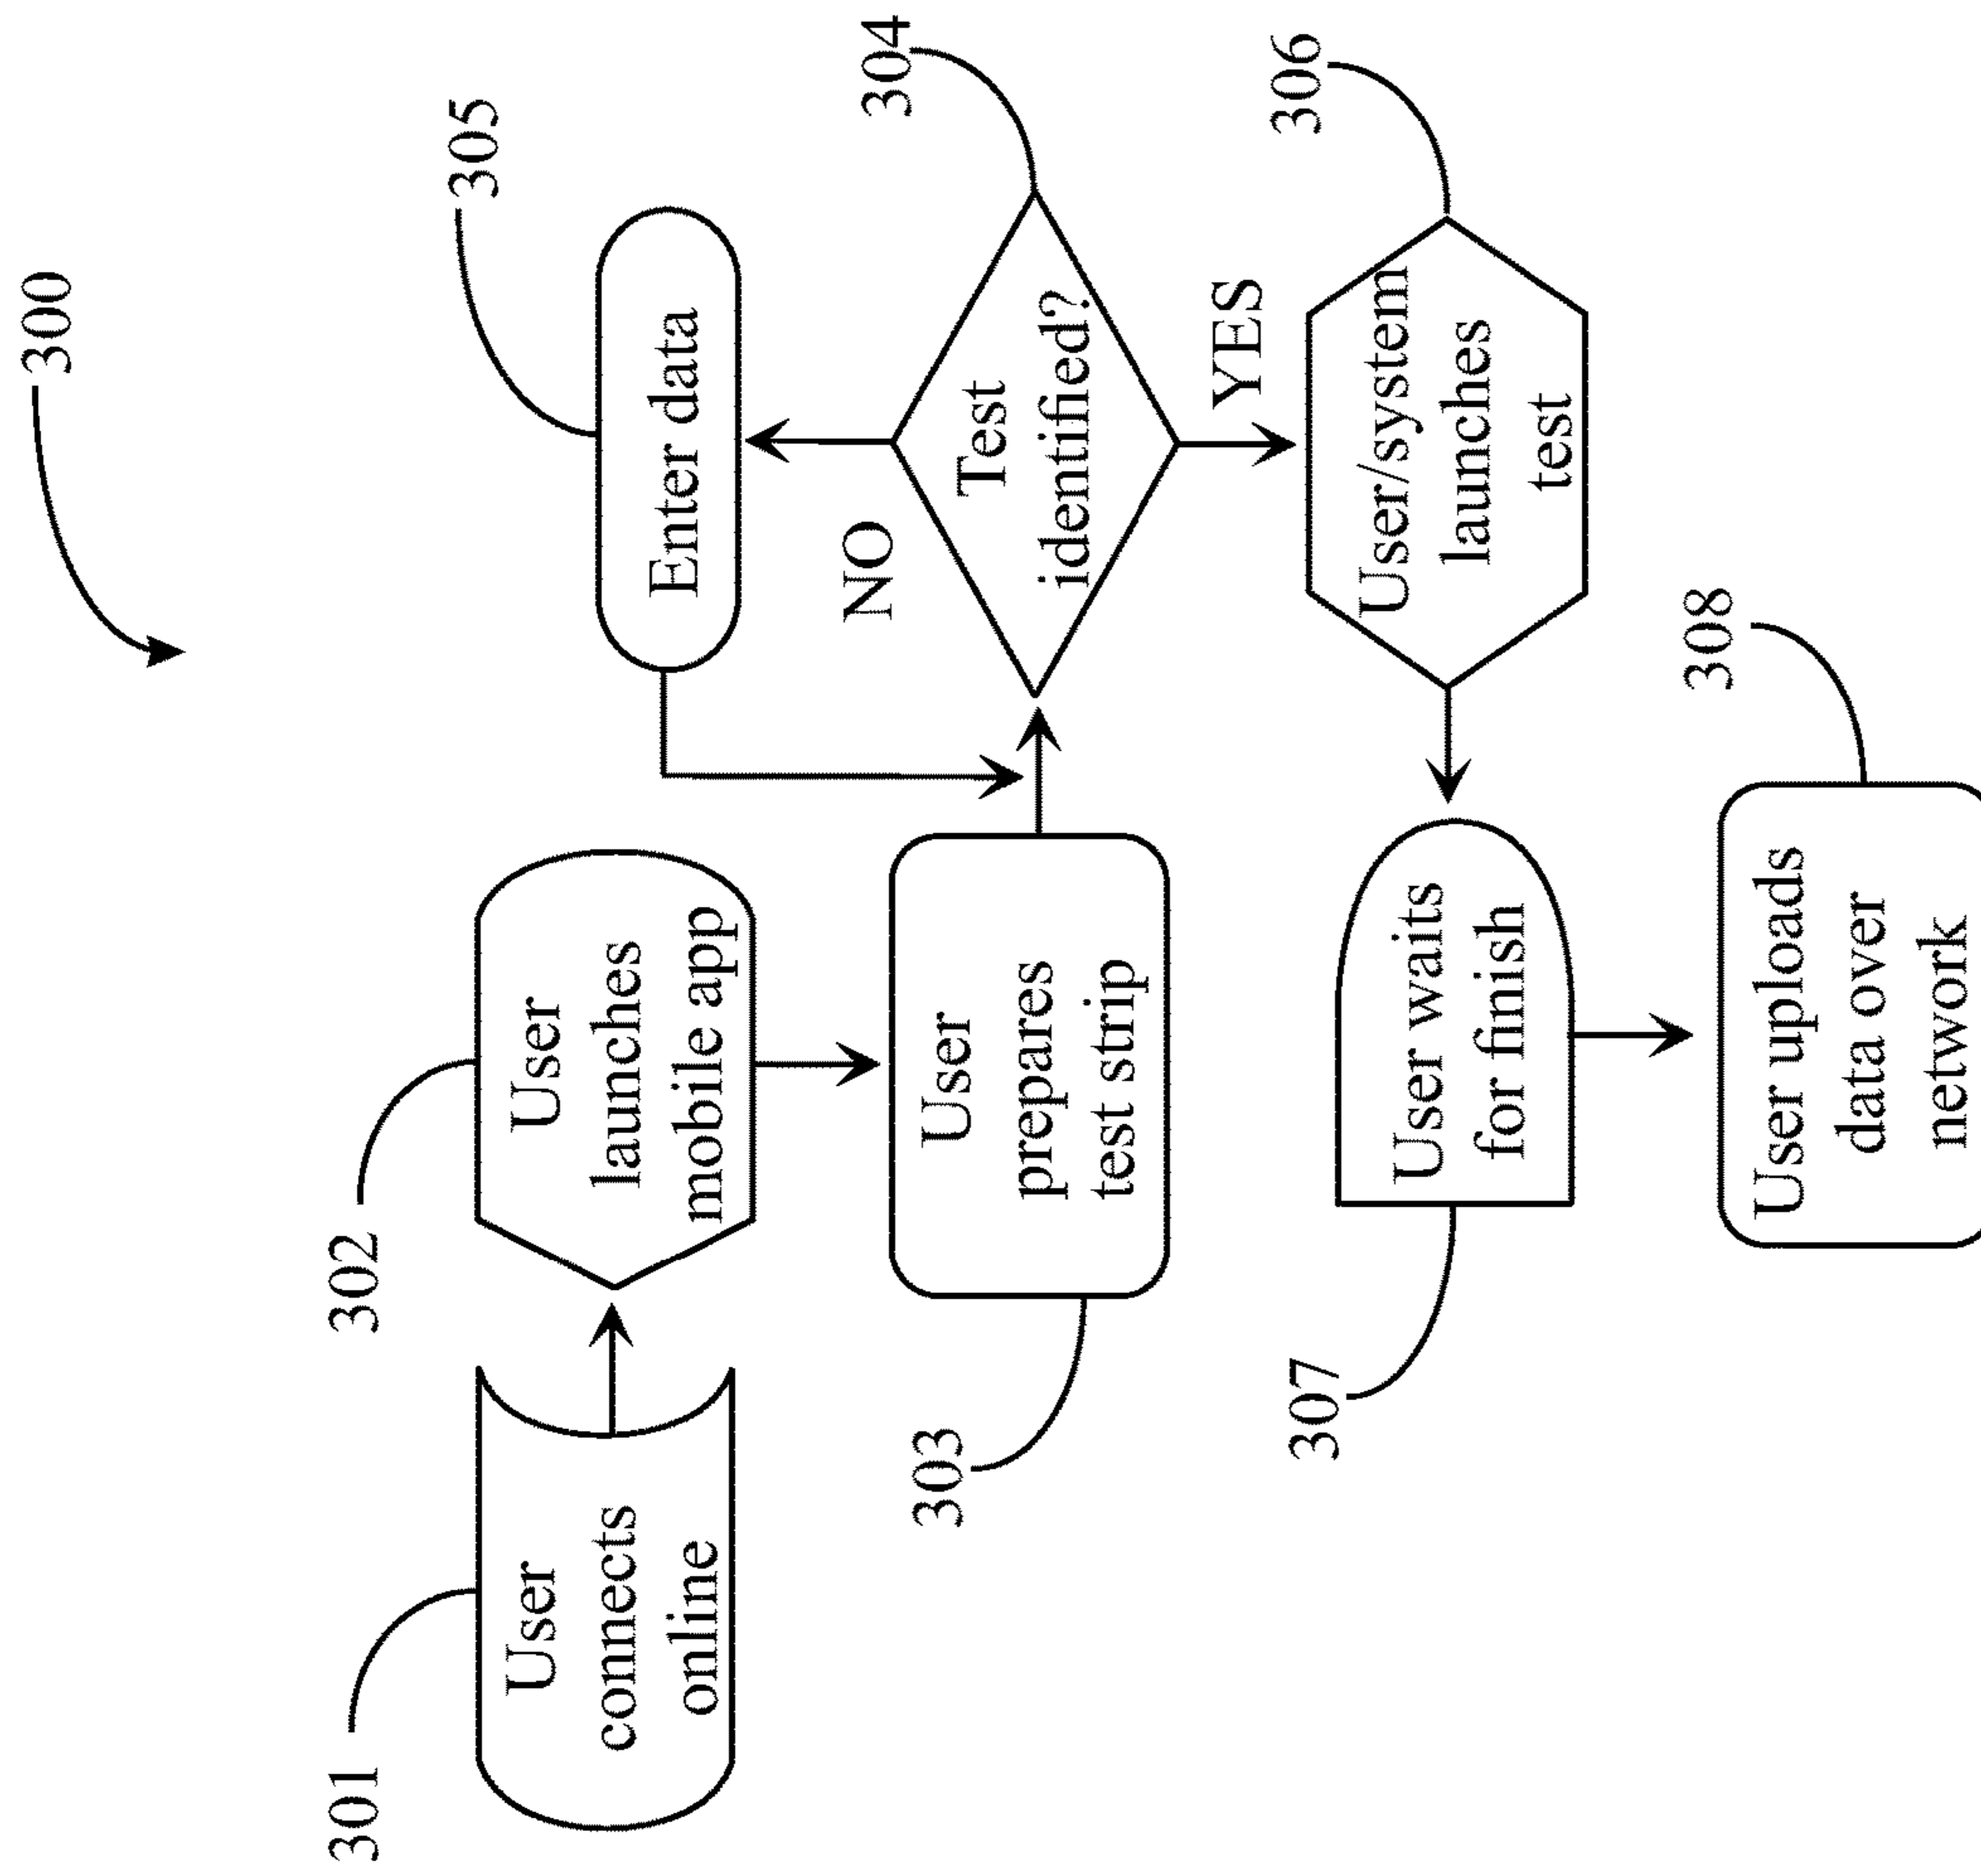 300
301
User
connects
online
302
User
launches
mobile app
303
User
prepares
test strip
304
Test
identified?
NO
305
Enter data
YES
306
User/system
launches
test
307
User waits
for finish
308
User uploads
data over
network